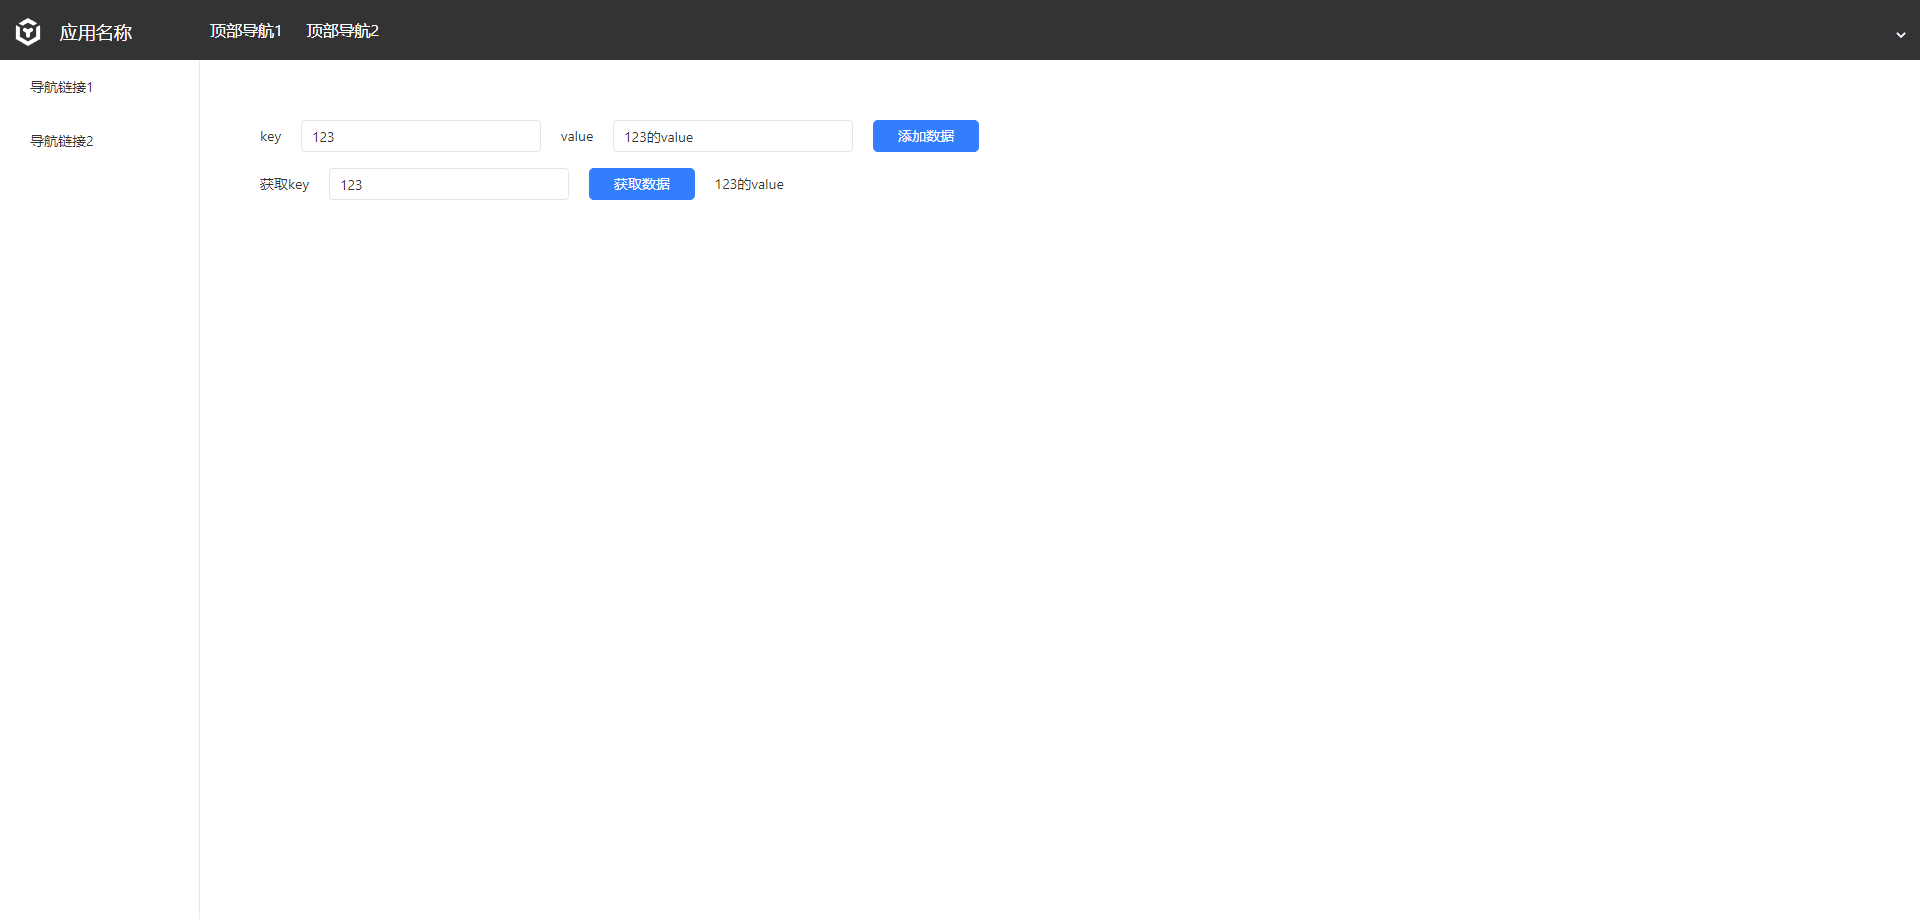 应用名称 顶部导航1 顶部导航2
导航链接1
导航链接2
key 123 value 123的value 添加数据
获取key 123 获取数据 123的value